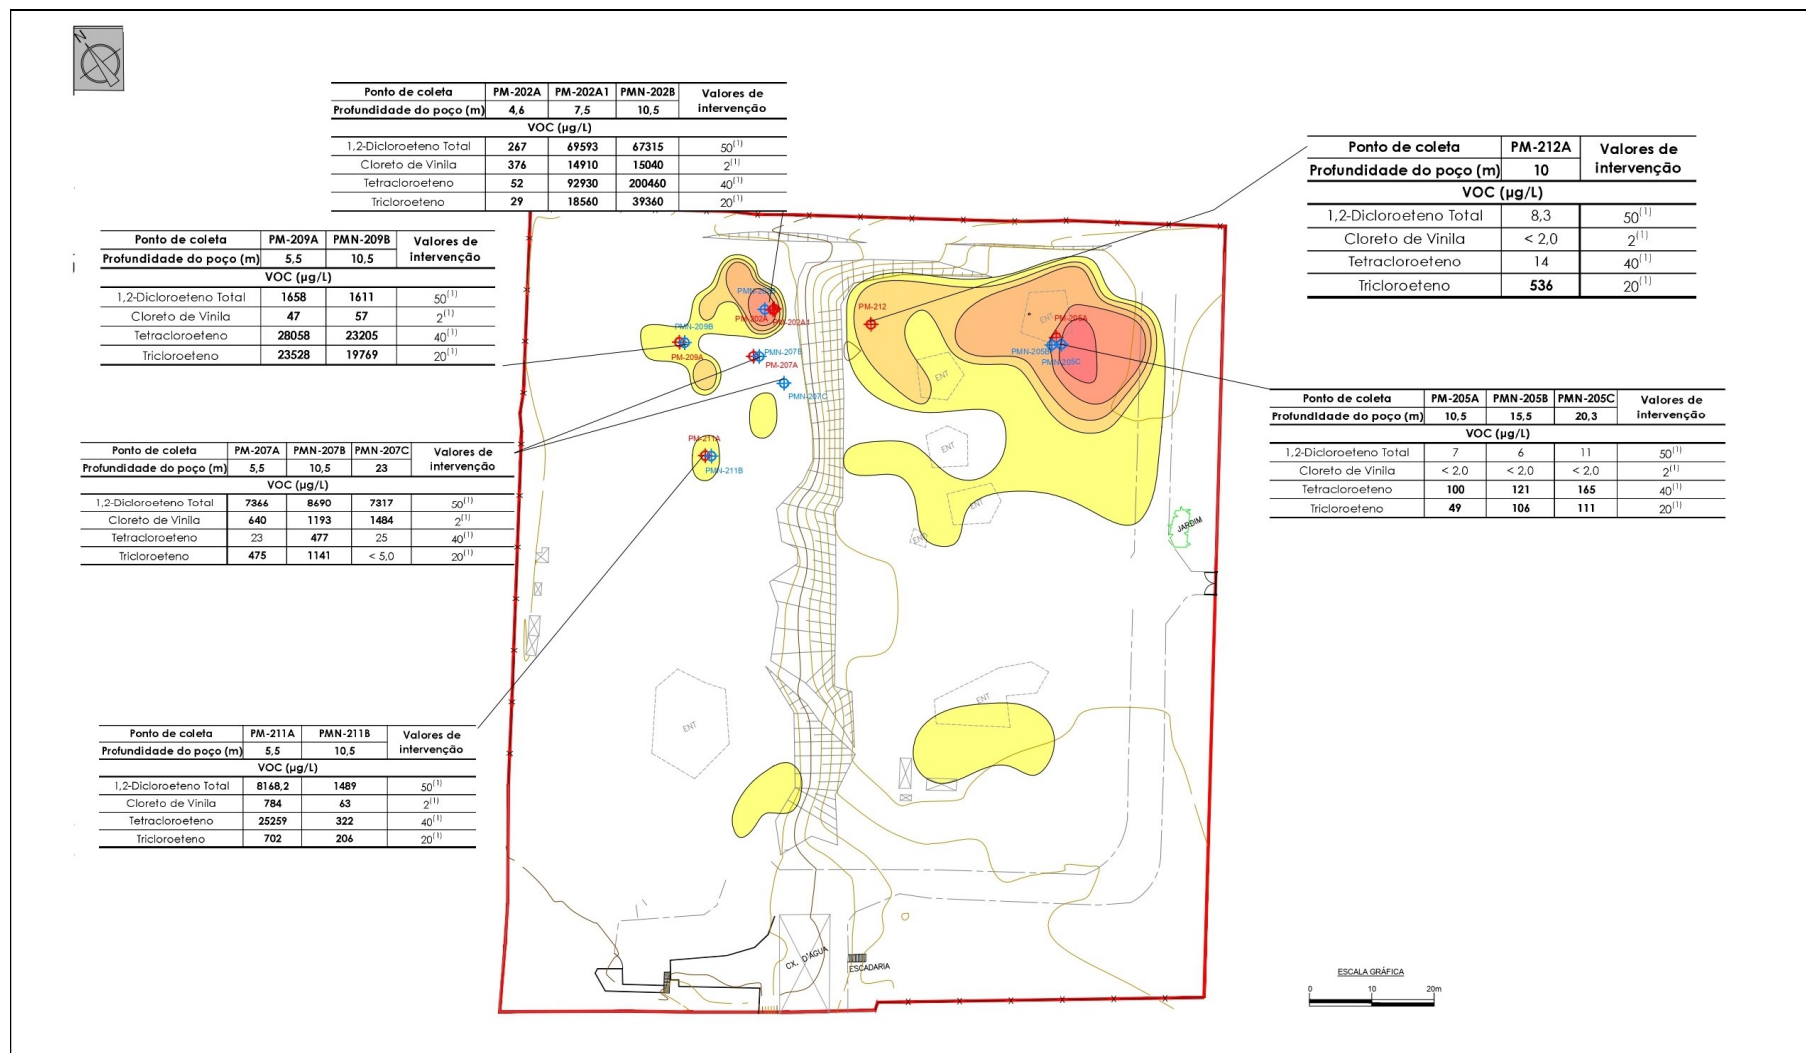 N
Ponto de coleta PM-202A PM-202A1 PMN-202B Valores de intervenção
Profundidade do poço (m) 4,6 7,5 10,5
VOC (µg/L)
1,2-Dicloroeteno Total 267 69593 67315 50(1)
Cloreto de Vinila 376 14910 15040 2(1)
Tetracloroeteno 52 92930 200460 40(1)
Tricloroeteno 29 18560 39360 20(1)
Ponto de coleta PM-212A Valores de intervenção
Profundidade do poço (m) 10
VOC (µg/L)
1,2-Dicloroeteno Total 8,3 50(1)
Cloreto de Vinila < 2,0 2(1)
Tetracloroeteno 14 40(1)
Tricloroeteno 536 20(1)
Ponto de coleta PM-209A PMN-209B Valores de intervenção
Profundidade do poço (m) 5,5 10,5
VOC (µg/L)
1,2-Dicloroeteno Total 1658 1611 50(1)
Cloreto de Vinila 47 57 2(1)
Tetracloroeteno 28058 23205 40(1)
Tricloroeteno 23528 19769 20(1)
Ponto de coleta PM-205A PMN-205B PMN-205C Valores de intervenção
Profundidade do poço (m) 10,5 15,5 20,3
VOC (µg/L)
1,2-Dicloroeteno Total 7 6 11 50(1)
Cloreto de Vinila < 2,0 < 2,0 < 2,0 2(1)
Tetracloroeteno 100 121 165 40(1)
Tricloroeteno 49 106 111 20(1)
Ponto de coleta PM-207A PMN-207B PMN-207C Valores de intervenção
Profundidade do poço (m) 5,5 10,5 23
VOC (µg/L)
1,2-Dicloroeteno Total 7366 8690 7317 50(1)
Cloreto de Vinila 640 1193 1484 2(1)
Tetracloroeteno 23 477 25 40(1)
Tricloroeteno 475 1141 < 5,0 20(1)
Ponto de coleta PM-211A PMN-211B Valores de intervenção
Profundidade do poço (m) 5,5 10,5
VOC (µg/L)
1,2-Dicloroeteno Total 8168,2 1489 50(1)
Cloreto de Vinila 784 63 2(1)
Tetracloroeteno 25259 322 40(1)
Tricloroeteno 702 206 20(1)
PMN-202B
PM-202A
PM-202A1
PM-212
PM-205A
ENT
PMN-209B
PM-209A
PMN-207B
PM-207A
PMN-205B
PMN-205C
ENT
PMN-207C
PM-211A
PMN-211B
ENT
ENT
ENT
JARDIM
ENT
ENT
CX. D'ÁGUA
ESCADARIA
ESCALA GRÁFICA
0 10 20m